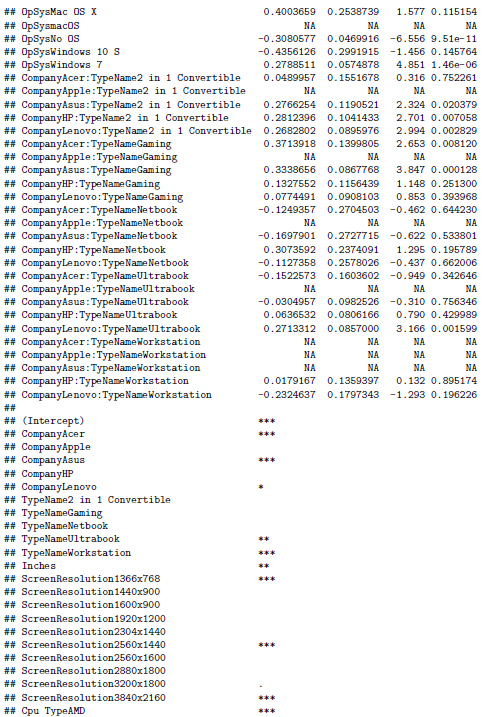 ## OpSysMac OS X 0.4003659 0.2538739 1.577 0.115154
## OpSysmacOS NA NA NA NA
## OpSysNo OS -0.3080577 0.0469916 -6.556 9.51e-11
## OpSysWindows 10 S -0.4356126 0.2991915 -1.456 0.145764
## OpSysWindows 7 0.2788511 0.0574878 4.851 1.46e-06
## CompanyAcer:TypeName2 in 1 Convertible 0.0489957 0.1551678 0.316 0.752261
## CompanyApple:TypeName2 in 1 Convertible NA NA NA NA
## CompanyAsus:TypeName2 in 1 Convertible 0.2766254 0.1190521 2.324 0.020379
## CompanyHP:TypeName2 in 1 Convertible 0.2812396 0.1041433 2.701 0.007058
## CompanyLenovo:TypeName2 in 1 Convertible 0.2682802 0.0895976 2.994 0.002829
## CompanyAcer:TypeNameGaming 0.3713918 0.1399805 2.653 0.008120
## CompanyApple:TypeNameGaming NA NA NA NA
## CompanyAsus:TypeNameGaming 0.3338656 0.0867768 3.847 0.000128
## CompanyHP:TypeNameGaming 0.1327552 0.1156439 1.148 0.251300
## CompanyLenovo:TypeNameGaming 0.0774491 0.0908103 0.853 0.393968
## CompanyAcer:TypeNameNetbook -0.1249357 0.2704503 -0.462 0.644230
## CompanyApple:TypeNameNetbook NA NA NA NA
## CompanyAsus:TypeNameNetbook -0.1697901 0.2727715 -0.622 0.533801
## CompanyHP:TypeNameNetbook 0.3073592 0.2374091 1.295 0.195789
## CompanyLenovo:TypeNameNetbook -0.1127358 0.2578026 -0.437 0.662006
## CompanyAcer:TypeNameUltrabook -0.1522573 0.1603602 -0.949 0.342646
## CompanyApple:TypeNameUltrabook NA NA NA NA
## CompanyAsus:TypeNameUltrabook -0.0304957 0.0982526 -0.310 0.756346
## CompanyHP:TypeNameUltrabook 0.0636532 0.0806166 0.790 0.429989
## CompanyLenovo:TypeNameUltrabook 0.2713312 0.0857000 3.166 0.001599
## CompanyAcer:TypeNameWorkstation NA NA NA NA
## CompanyApple:TypeNameWorkstation NA NA NA NA
## CompanyAsus:TypeNameWorkstation NA NA NA NA
## CompanyHP:TypeNameWorkstation 0.0179167 0.1359397 0.132 0.895174
## CompanyLenovo:TypeNameWorkstation -0.2324637 0.1797343 -1.293 0.196226
##
## (Intercept) ***
## CompanyAcer ***
## CompanyApple
## CompanyAsus ***
## CompanyHP
## CompanyLenovo *
## TypeName2 in 1 Convertible
## TypeNameGaming
## TypeNameNetbook
## TypeNameUltrabook **
## TypeNameWorkstation ***
## Inches **
## ScreenResolution1366x768 ***
## ScreenResolution1440x900
## ScreenResolution1600x900
## ScreenResolution1920x1200
## ScreenResolution2304x1440
## ScreenResolution2560x1440 ***
## ScreenResolution2560x1600
## ScreenResolution2880x1800
## ScreenResolution3200x1800 .
## ScreenResolution3840x2160 ***
## Cpu TypeAMD ***